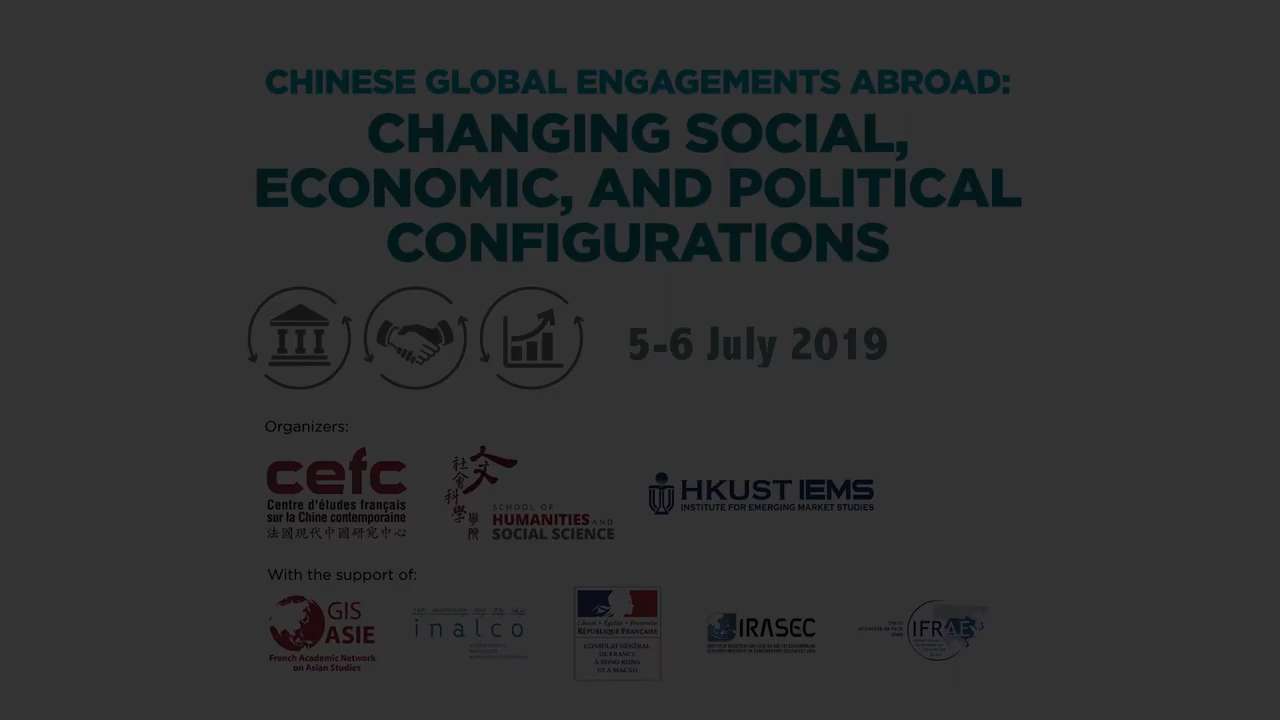 CHINESE GLOBAL ENGAGEMENTS ABROAD:
CHANGING SOCIAL,
ECONOMIC, AND POLITICAL
CONFIGURATIONS
5-6 July 2019
Organizers:
cefc
Centre d'études français
sur la Chine contemporaine
法國現代中國研究中心
人文
社會科學
學院
SCHOOL OF
HUMANITIES AND
SOCIAL SCIENCE
HKUST IEMS
INSTITUTE FOR EMERGING MARKET STUDIES
With the support of:
GIS
ASIE
French Academic Network
on Asian Studies
inalco
Liberté • Égalité • Fraternité
RÉPUBLIQUE FRANÇAISE
CONSULAT GÉNÉRAL
DE FRANCE
À HONG KONG
ET À MACAO
IRASEC
IFRAE